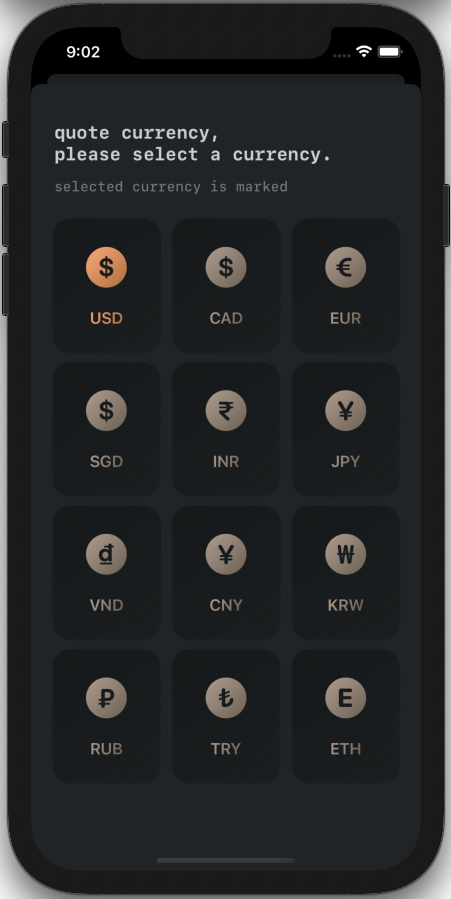 9:02
quote currency,
please select a currency.
selected currency is marked
$ $ €
USD CAD EUR
$ ₹ ¥
SGD INR JPY
₫ ¥ ₩
VND CNY KRW
₽ ₺ E
RUB TRY ETH